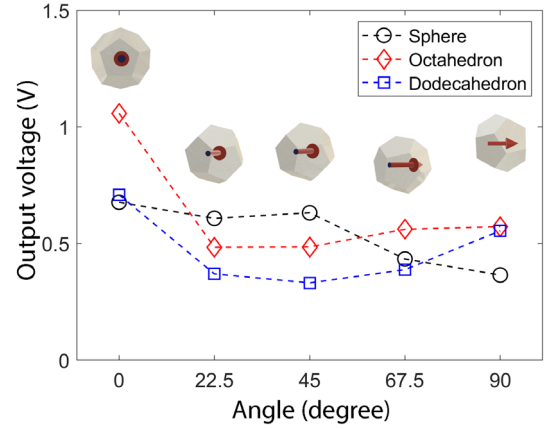 1.5
Sphere
Octahedron
Dodecahedron
1
0.5
0
Output voltage (V)
0 22.5 45 67.5 90
Angle (degree)